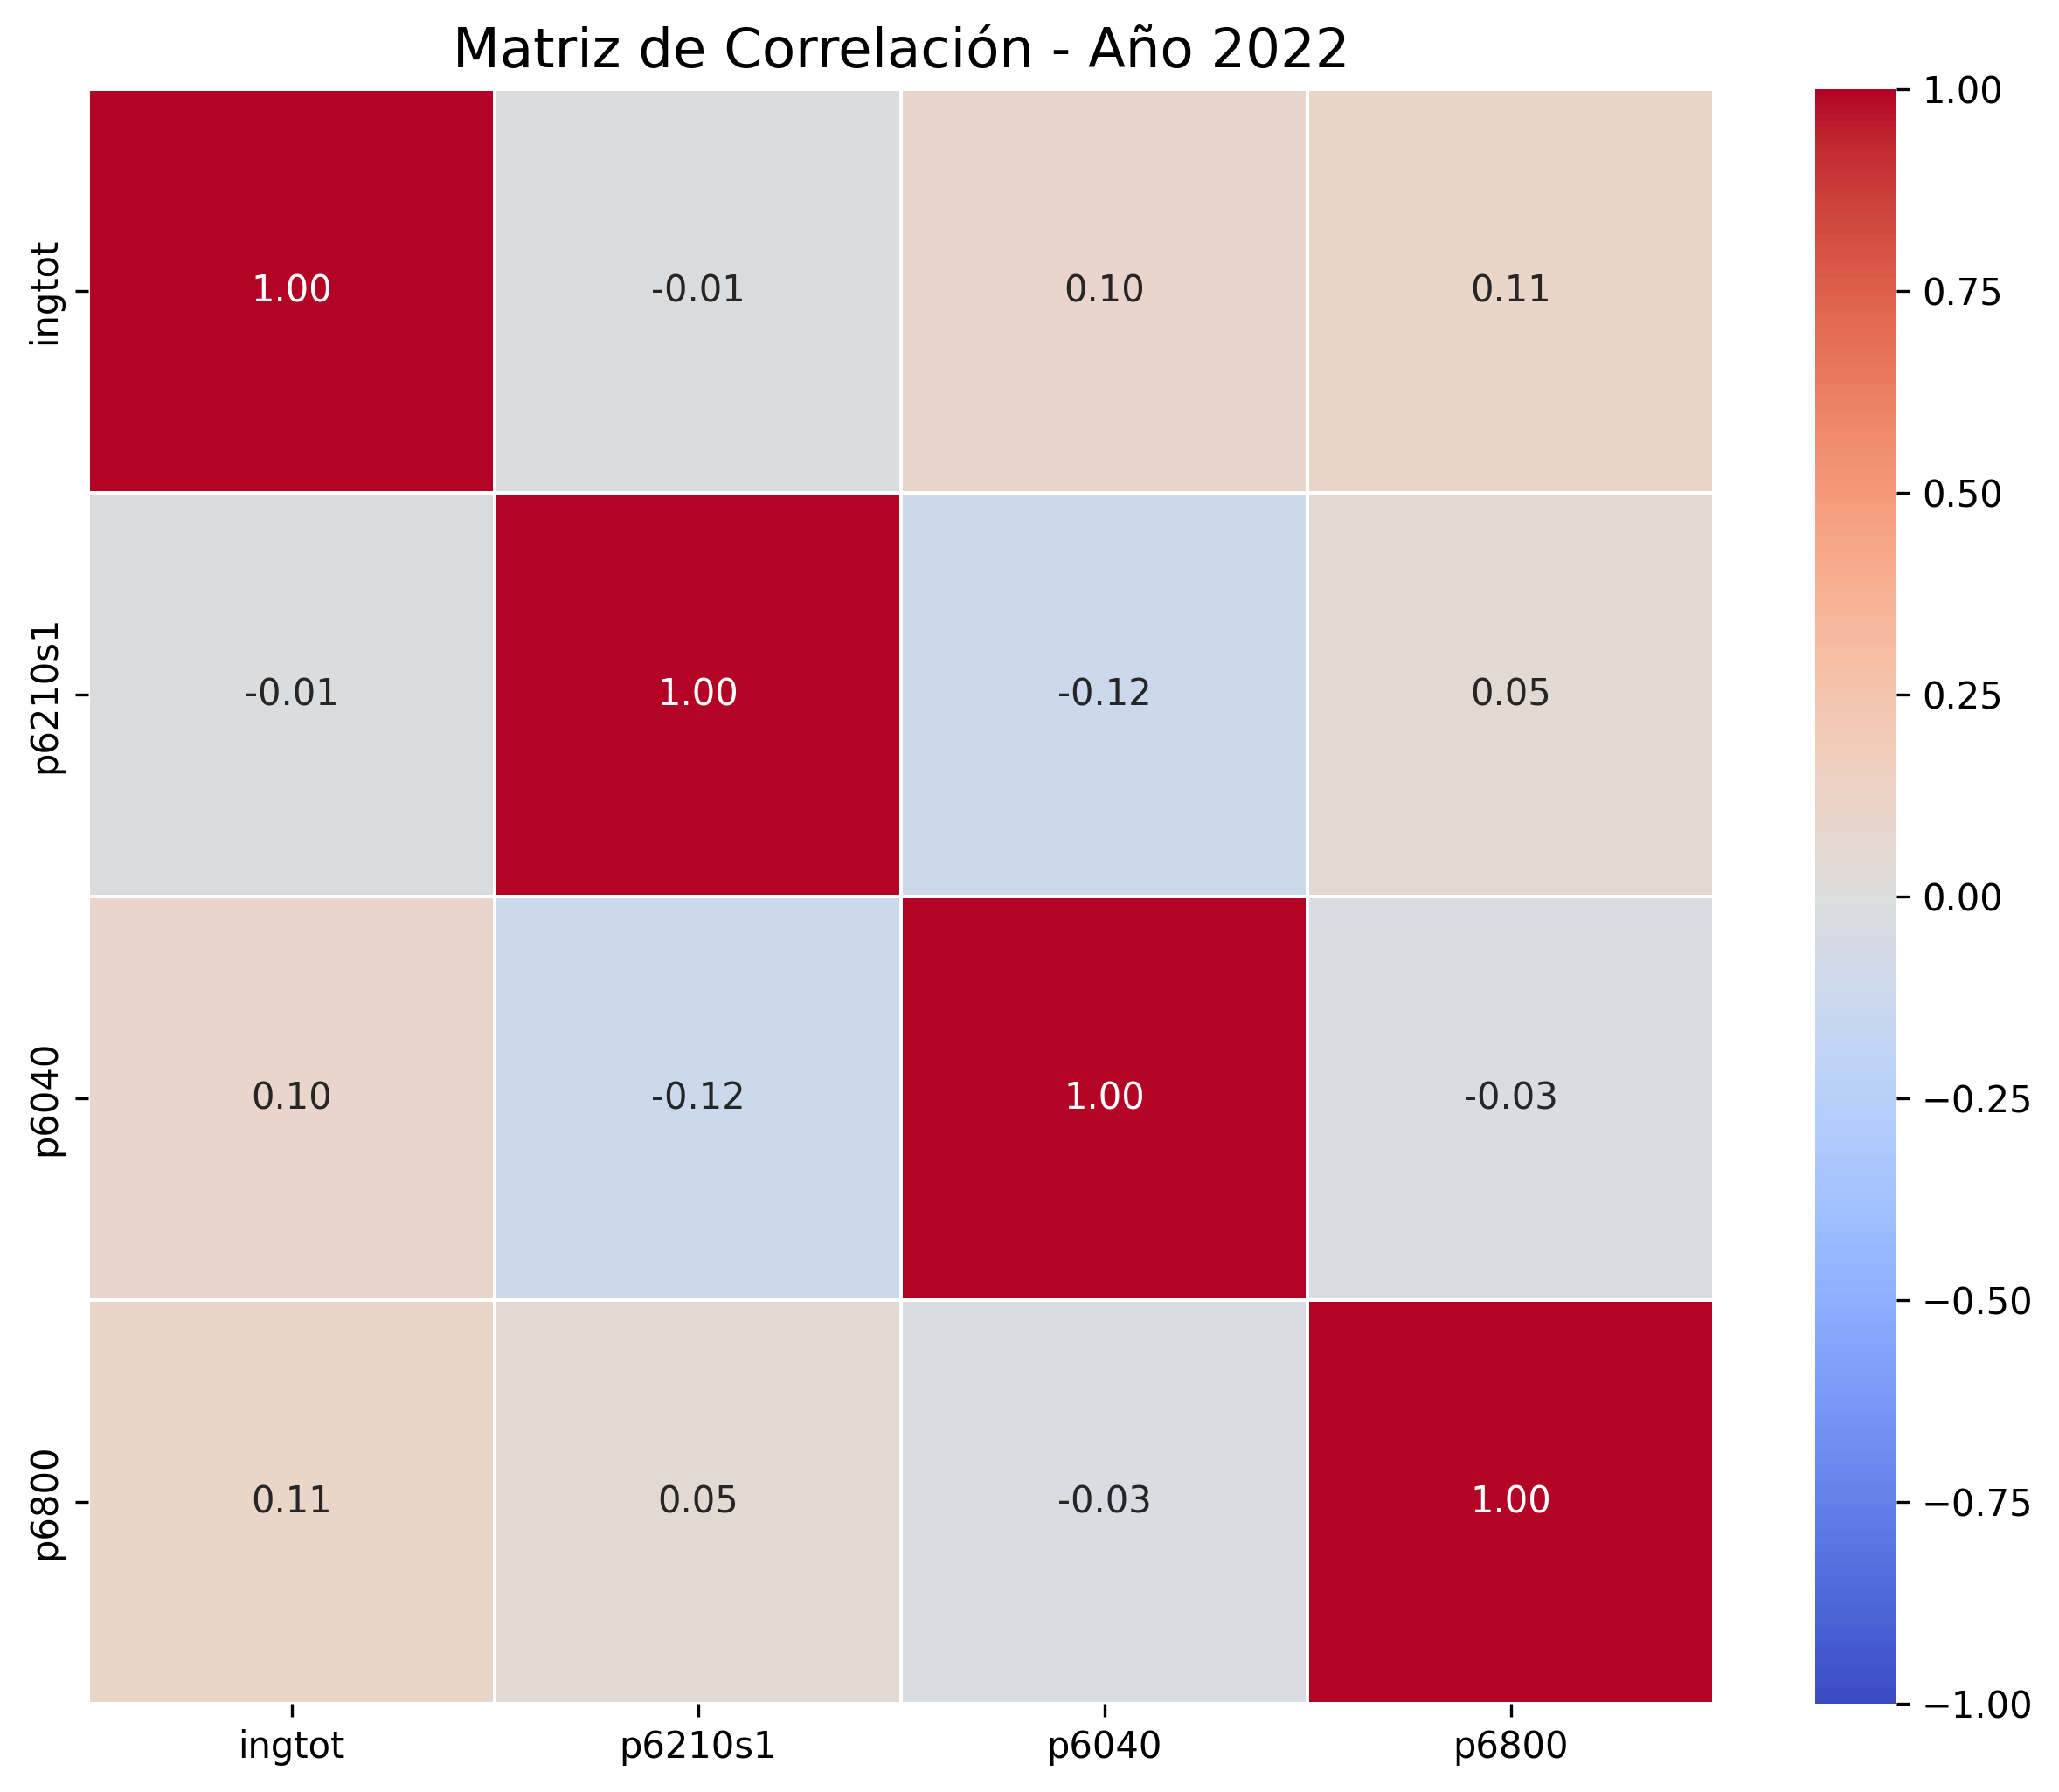 Matriz de Correlación - Año 2022
ingtot 1.00 -0.01 0.10 0.11
p6210s1 -0.01 1.00 -0.12 0.05
p6040 0.10 -0.12 1.00 -0.03
p6800 0.11 0.05 -0.03 1.00
ingtot p6210s1 p6040 p6800
1.00
0.75
0.50
0.25
0.00
−0.25
−0.50
−0.75
−1.00